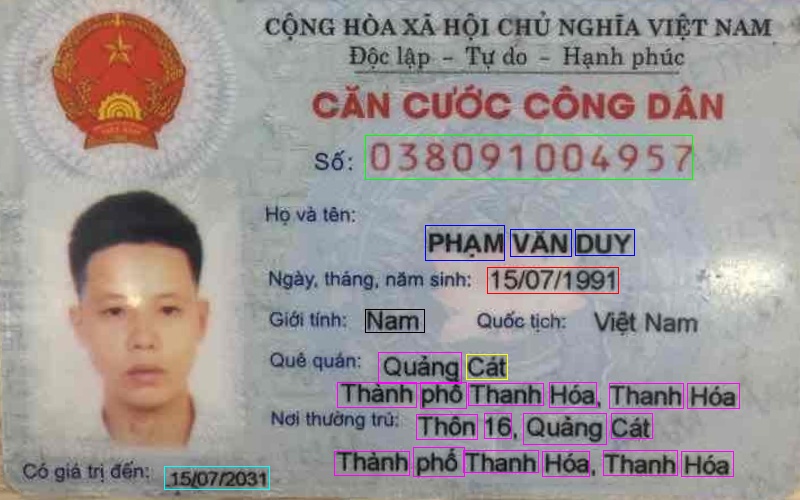 CỘNG HÒA XÃ HỘI CHỦ NGHĨA VIỆT NAM
Độc lập - Tự do - Hạnh phúc
CĂN CƯỚC CÔNG DÂN
Số: 038091004957
Họ và tên:
PHẠM VĂN DUY
Ngày, tháng, năm sinh: 15/07/1991
Giới tính: Nam Quốc tịch: Việt Nam
Quê quán: Quảng Cát
Thành phố Thanh Hóa, Thanh Hóa
Nơi thường trú: Thôn 16, Quảng Cát
Thành phố Thanh Hóa, Thanh Hóa
Có giá trị đến: 15/07/2031